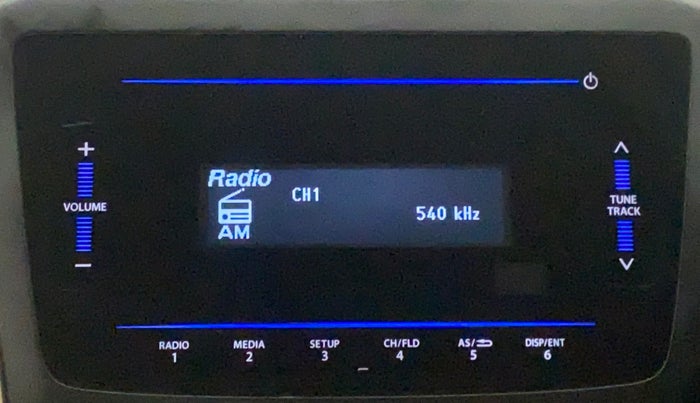 Radio
CH1
540 kHz
AM
+
VOLUME
−
TUNE
TRACK
RADIO MEDIA SETUP CH/FLD AS/ DISP/ENT
1 2 3 4 5 6